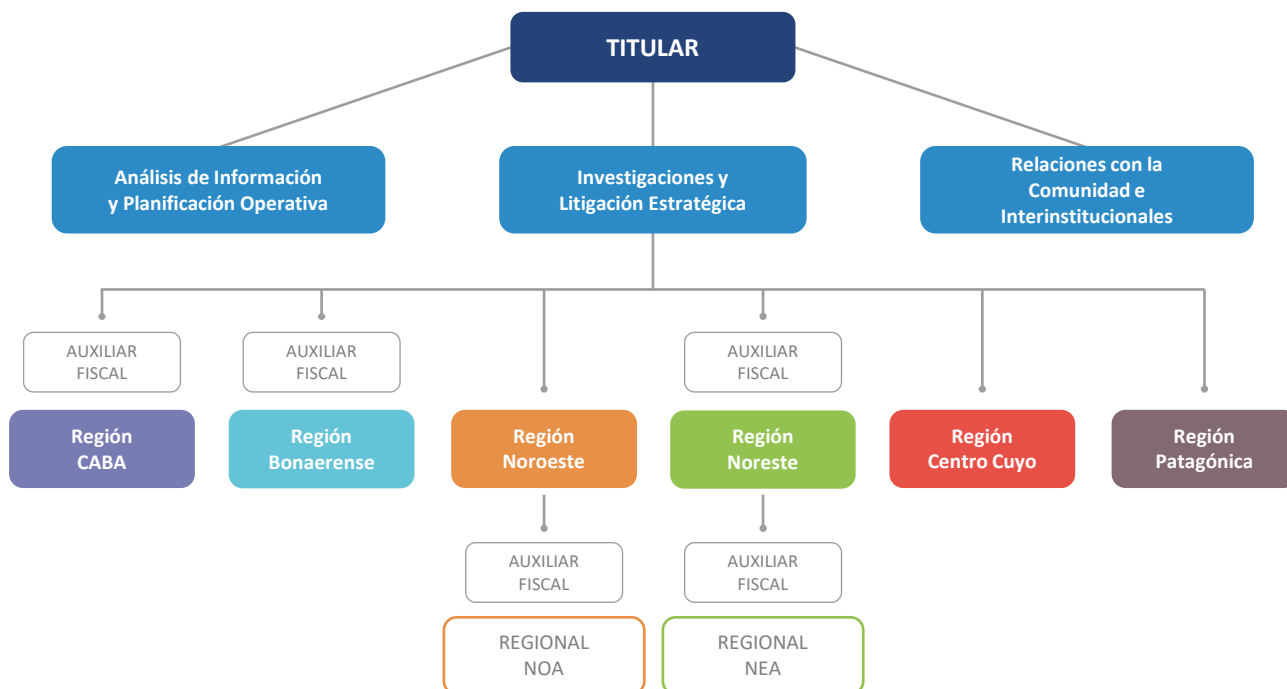 TITULAR
Análisis de Información
y Planificación Operativa
Investigaciones y
Litigación Estratégica
Relaciones con la
Comunidad e
Interinstitucionales
AUXILIAR
FISCAL
AUXILIAR
FISCAL
AUXILIAR
FISCAL
Región
CABA
Región
Bonaerense
Región
Noroeste
Región
Noreste
Región
Centro Cuyo
Región
Patagónica
AUXILIAR
FISCAL
AUXILIAR
FISCAL
REGIONAL
NOA
REGIONAL
NEA